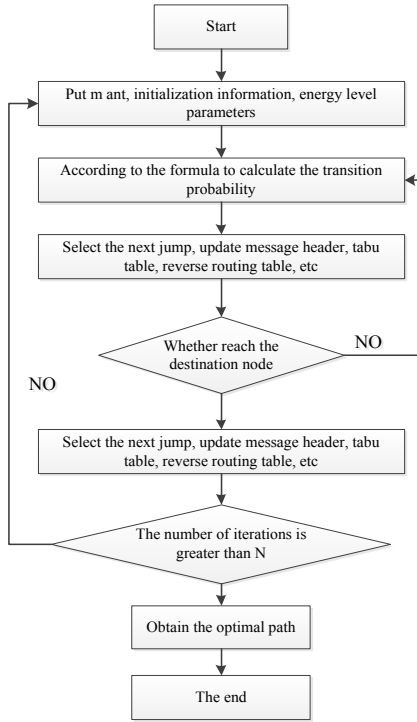 Start
Put m ant, initialization information, energy level
parameters
According to the formula to calculate the transition
probability
Select the next jump, update message header, tabu
table, reverse routing table, etc
Whether reach the
destination node
NO
NO
Select the next jump, update message header, tabu
table, reverse routing table, etc
The number of iterations is
greater than N
Obtain the optimal path
The end